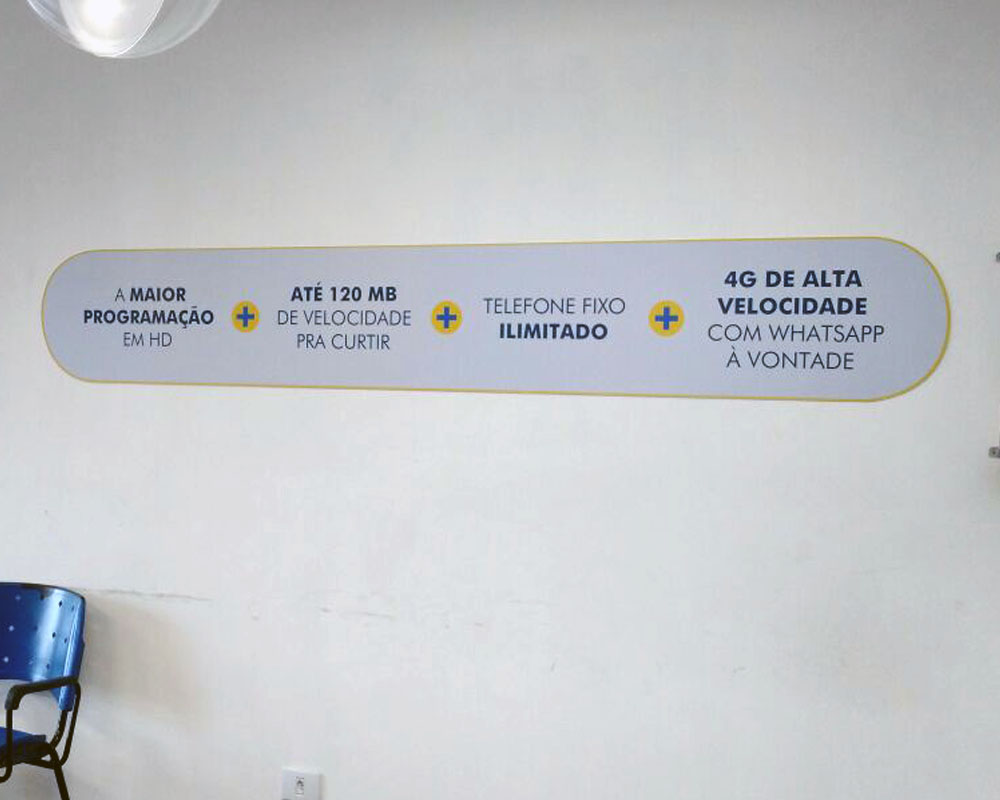 A MAIOR
PROGRAMAÇÃO
EM HD
+
ATÉ 120 MB
DE VELOCIDADE
PRA CURTIR
+
TELEFONE FIXO
ILIMITADO
+
4G DE ALTA
VELOCIDADE
COM WHATSAPP
À VONTADE